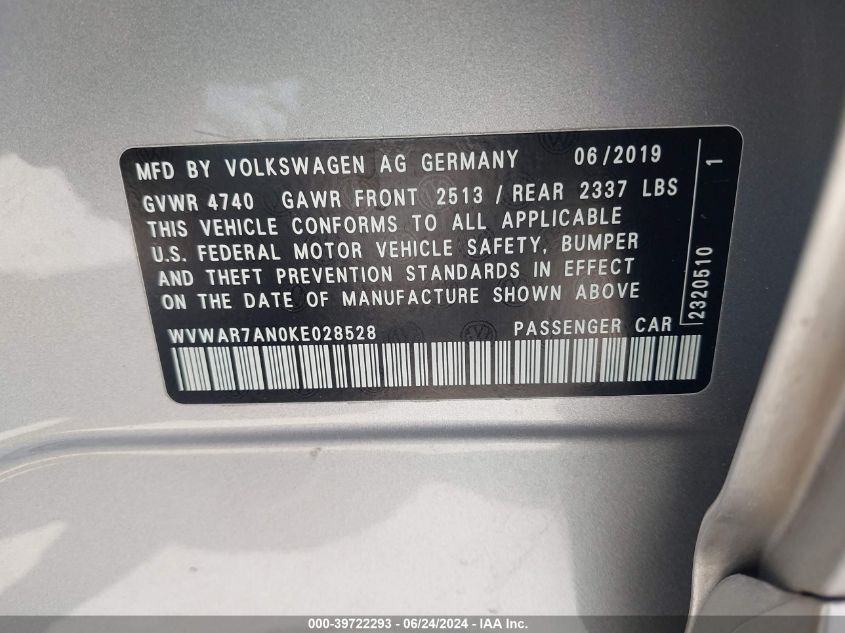 MFD BY VOLKSWAGEN AG GERMANY 06/2019
GVWR 4740 GAWR FRONT 2513 / REAR 2337 LBS
THIS VEHICLE CONFORMS TO ALL APPLICABLE
U.S. FEDERAL MOTOR VEHICLE SAFETY, BUMPER
AND THEFT PREVENTION STANDARDS IN EFFECT
ON THE DATE OF MANUFACTURE SHOWN ABOVE
WVWAR7AN0KE028528 PASSENGER CAR
2320510 1
000-39722293 - 06/24/2024 - IAA Inc.